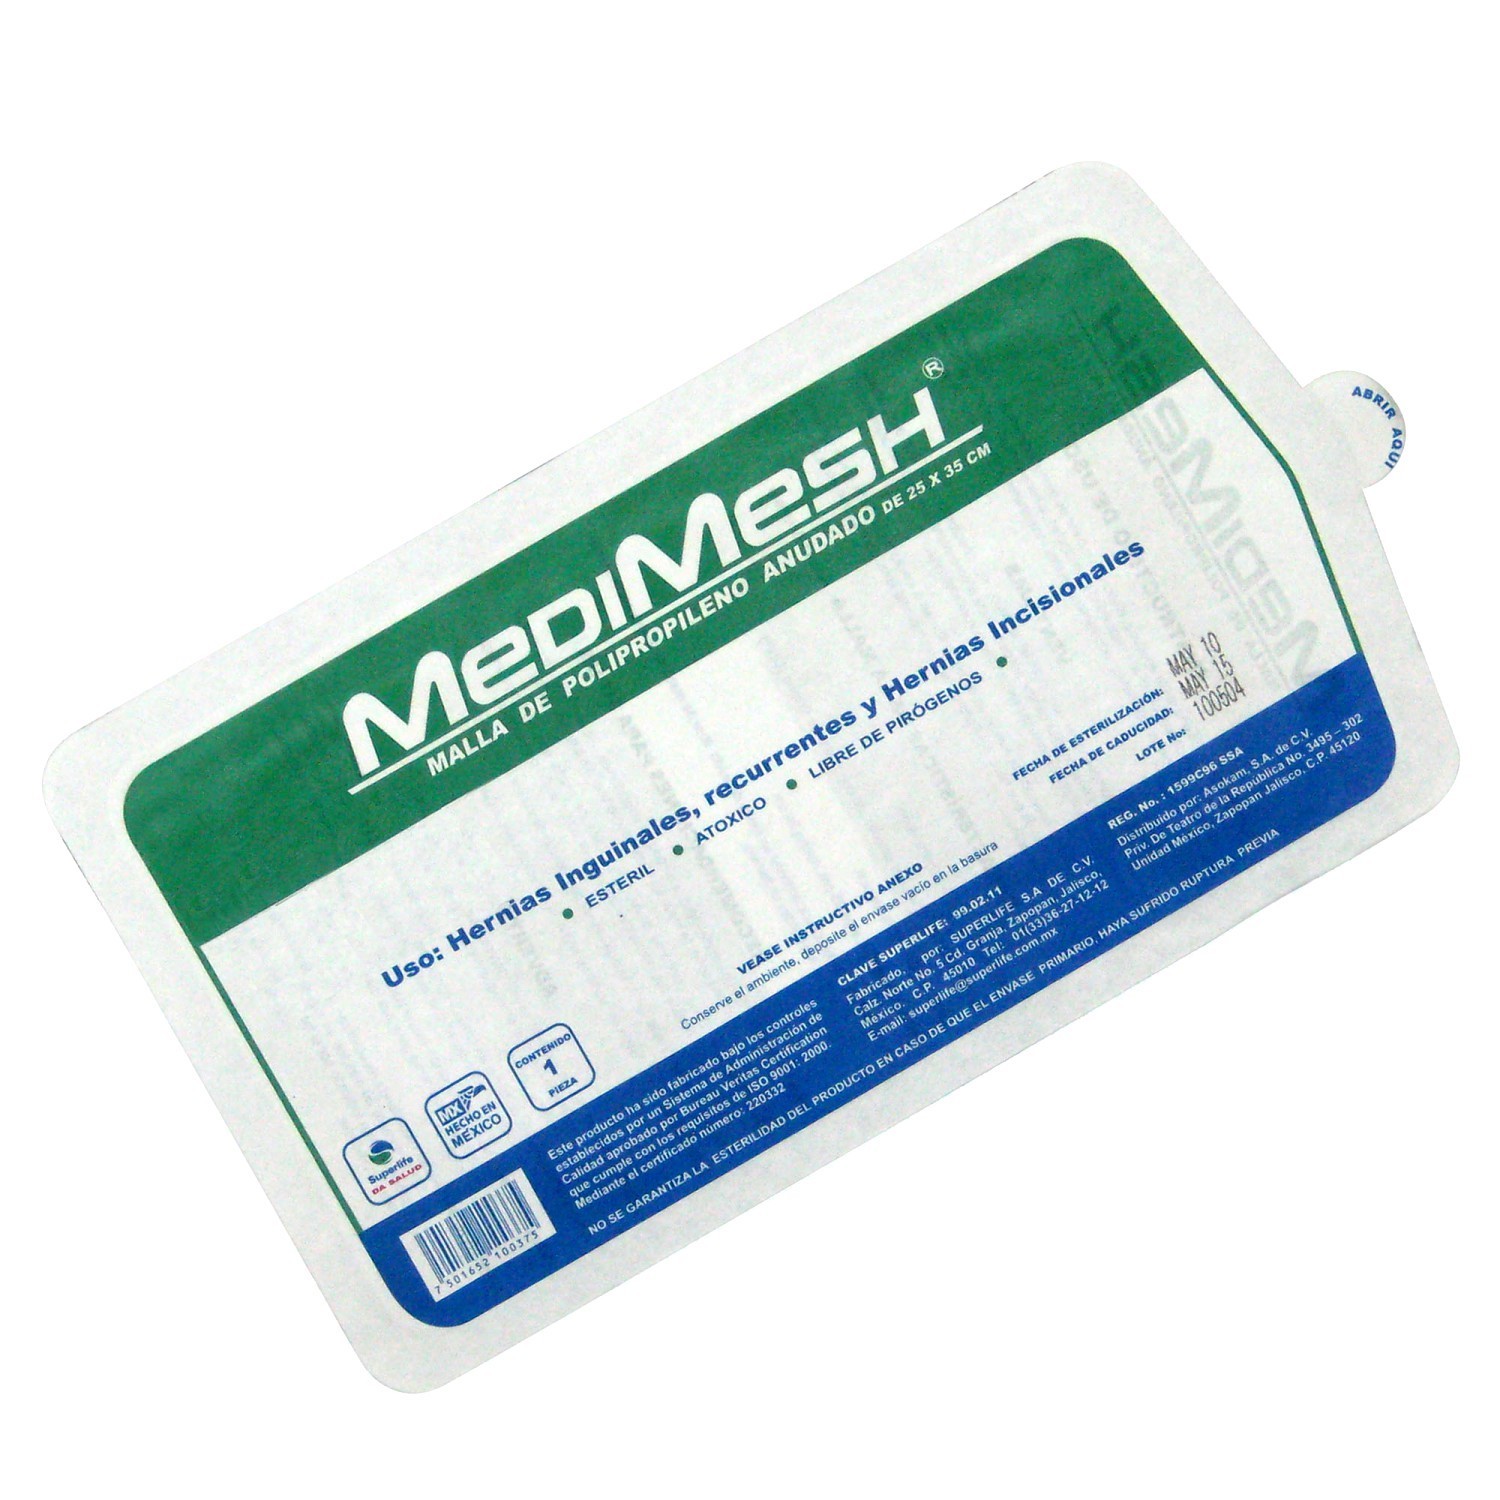 MEDIMESH ®
MALLA DE POLIPROPILENO ANUDADO DE 25 X 35 CM
Uso: Hernias Inguinales, recurrentes y Hernias Incisionales
• ESTERIL • ATOXICO • LIBRE DE PIRÓGENOS •
ABRIR AQUI
FECHA DE ESTERILIZACIÓN: MAY 10
FECHA DE CADUCIDAD: MAY 15
LOTE No: 100504
VEASE INSTRUCTIVO ANEXO
Conserve el ambiente, deposite el envase vacío en la basura
Superlife
DA SALUD
MX
HECHO EN
MEXICO
CONTENIDO
1
PIEZA
7 501652 100375
Este producto ha sido fabricado bajo los controles
establecidos por un Sistema de Administración de
Calidad aprobado por Bureau Veritas Certification
que cumple con los requisitos de ISO 9001: 2000.
Mediante el certificado número: 220332
CLAVE SUPERLIFE: 99.02.11
Fabricado, por: SUPERLIFE S.A DE C.V.
Calz. Norte No. 5 Cd. Granja, Zapopan, Jalisco,
México. C.P. 45010 Tel: 01(33)36-27-12-12
E-mail: superlife@superlife.com.mx
REG. No. : 1599C96 SSA
Distribuido por: Asokam, S.A. de C.V.
Priv. De Teatro de la República No. 3495 – 302
Unidad México, Zapopan Jalisco, C.P. 45120
NO SE GARANTIZA LA ESTERILIDAD DEL PRODUCTO EN CASO DE QUE EL ENVASE PRIMARIO, HAYA SUFRIDO RUPTURA PREVIA